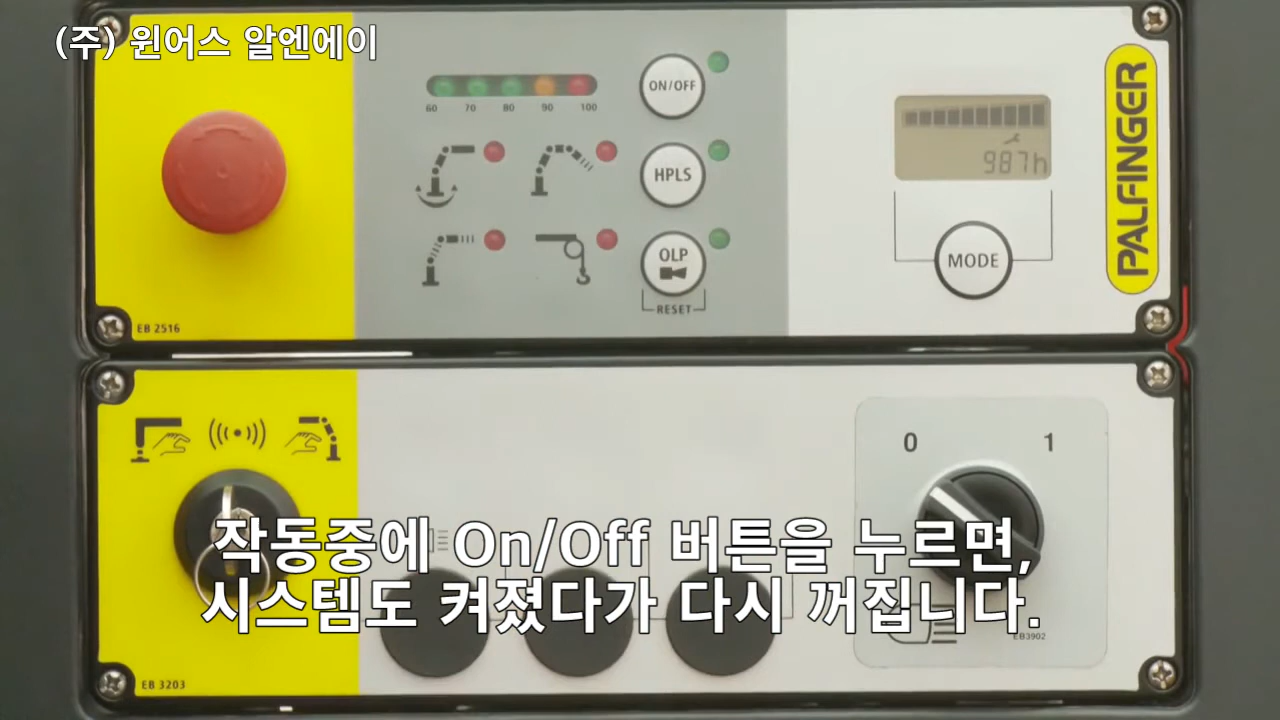 (주) 윈어스 알엔에이
60 70 80 90 100
ON/OFF
HPLS
OLP
RESET
987h
MODE
PALFINGER
EB 2516
0 1
작동중에 On/Off 버튼을 누르면,
시스템도 켜졌다가 다시 꺼집니다.
EB3902
EB 3203